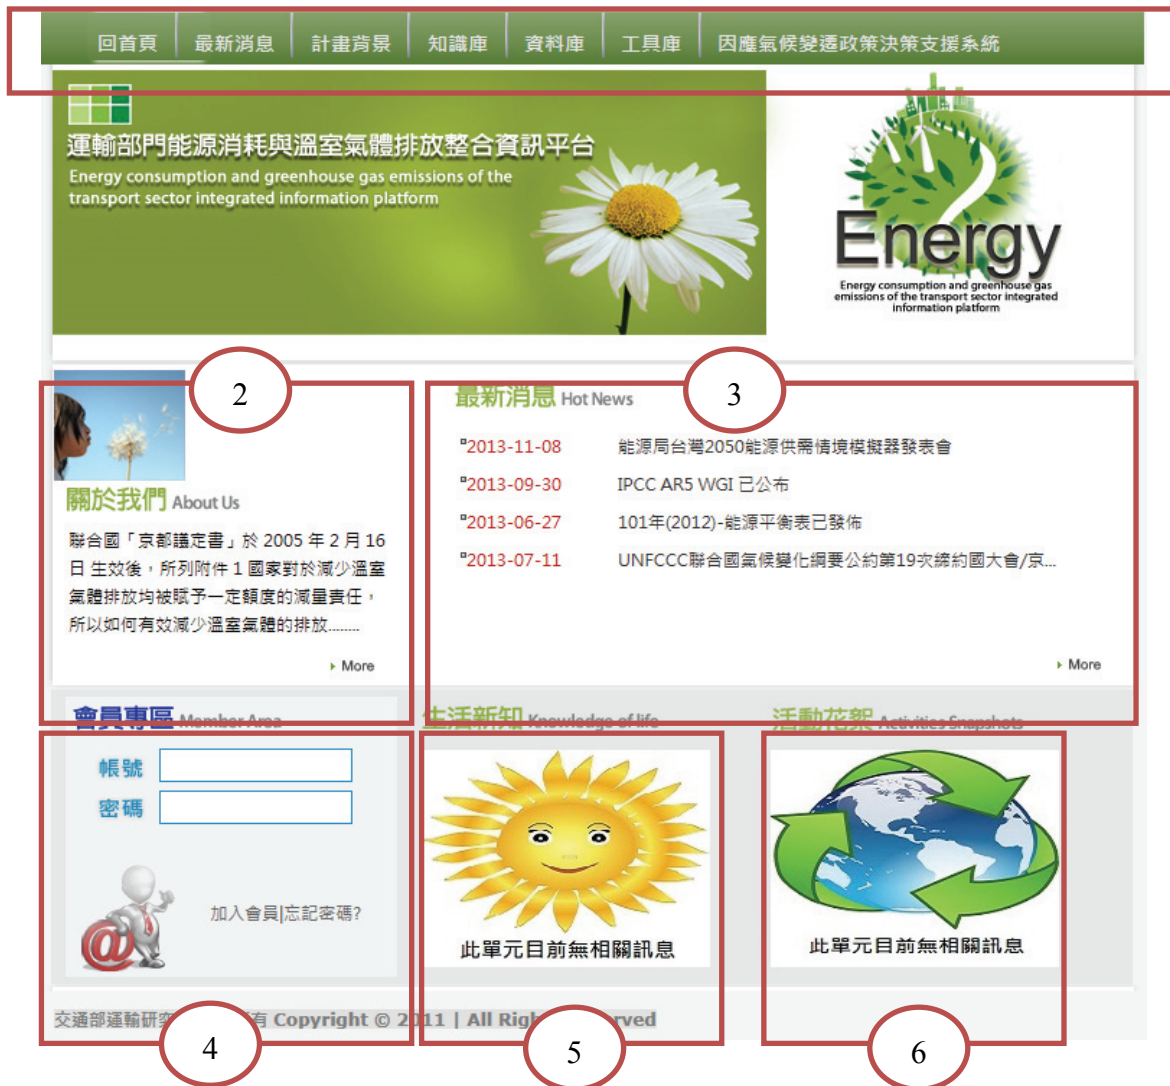 回首頁 最新消息 計畫背景 知識庫 資料庫 工具庫 因應氣候變遷政策決策支援系統
運輸部門能源消耗與溫室氣體排放整合資訊平台
Energy consumption and greenhouse gas emissions of the
transport sector integrated information platform
Energy
Energy consumption and greenhouse gas
emissions of the transport sector integrated
information platform
2
關於我們 About Us
聯合國「京都議定書」於 2005 年 2 月 16
日 生效後，所列附件 1 國家對於減少溫室
氣體排放均被賦予一定額度的減量責任，
所以如何有效減少溫室氣體的排放........
More
3
最新消息 Hot News
2013-11-08 能源局台灣2050能源供需情境模擬器發表會
2013-09-30 IPCC AR5 WGI 已公布
2013-06-27 101年(2012)-能源平衡表已發佈
2013-07-11 UNFCCC聯合國氣候變化綱要公約第19次締約國大會/京...
More
會員專區 Member Area
帳號
密碼
加入會員|忘記密碼?
4
生活新知 Knowledge of life
此單元目前無相關訊息
5
活動花絮 Activities Snapshots
此單元目前無相關訊息
6
交通部運輸研究 有 Copyright © 2011 | All Rights Reserved